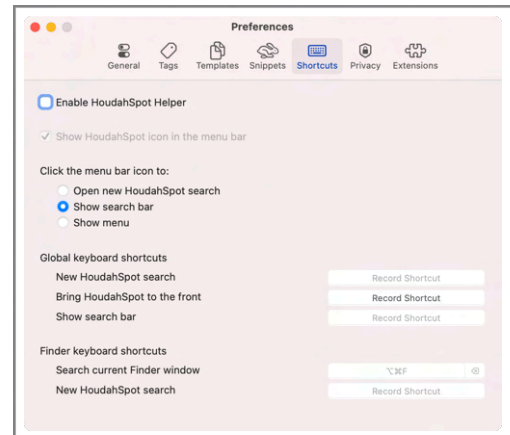 Preferences
General Tags Templates Snippets Shortcuts Privacy Extensions
Enable HoudahSpot Helper
Show HoudahSpot icon in the menu bar
Click the menu bar icon to:
Open new HoudahSpot search
Show search bar
Show menu
Global keyboard shortcuts
New HoudahSpot search Record Shortcut
Bring HoudahSpot to the front Record Shortcut
Show search bar Record Shortcut
Finder keyboard shortcuts
Search current Finder window ⌥⌘F
New HoudahSpot search Record Shortcut